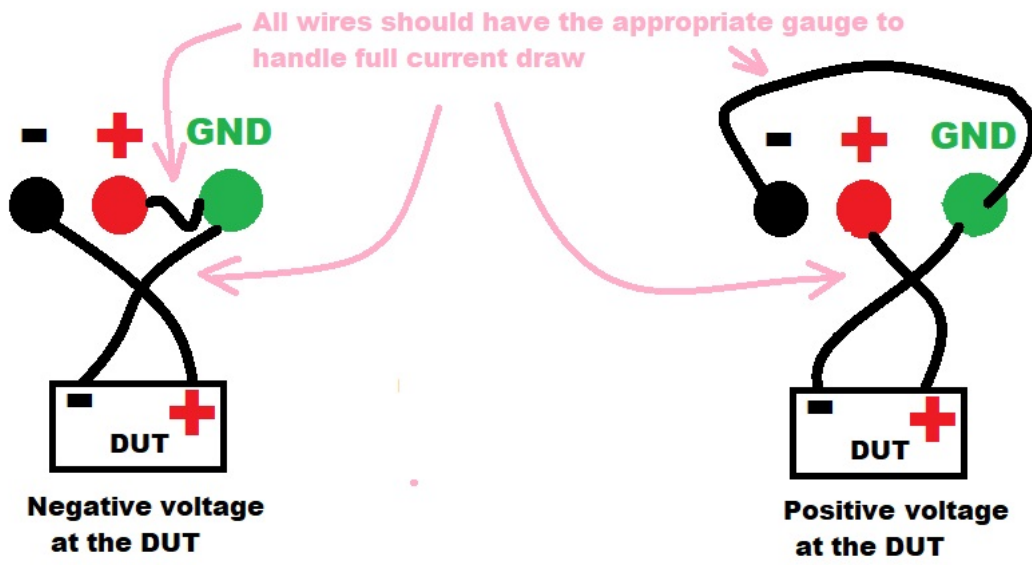 All wires should have the appropriate gauge to
handle full current draw
- + GND
- + GND
- +
DUT
- +
DUT
Negative voltage
at the DUT
Positive voltage
at the DUT